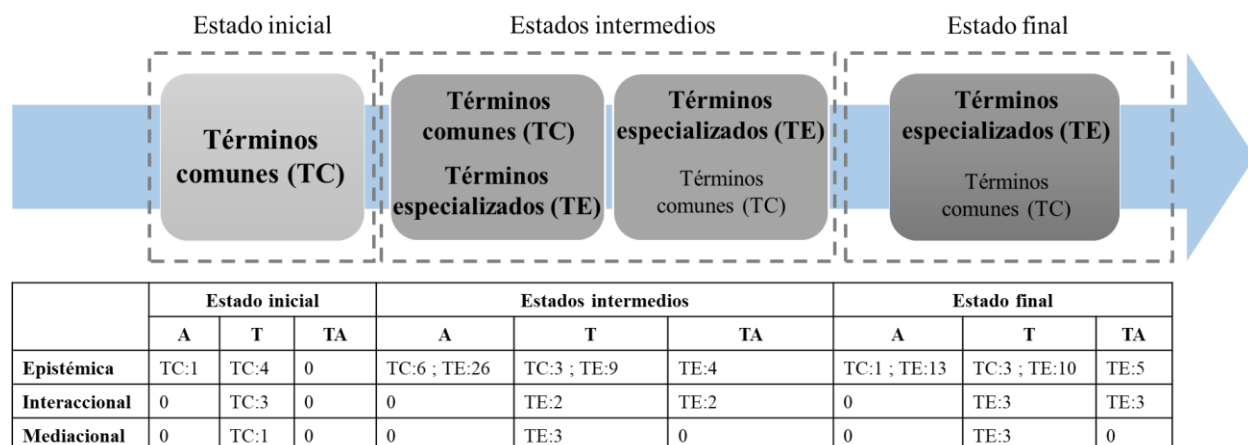 Estado inicial Estados intermedios Estado final
Términos
comunes (TC)
Términos
comunes (TC)
Términos
especializados (TE)
Términos
especializados (TE)
Términos
comunes (TC)
Términos
especializados (TE)
Términos
comunes (TC)
Estado inicial Estados intermedios Estado final
A T TA A T TA A T TA
Epistémica TC:1 TC:4 0 TC:6 ; TE:26 TC:3 ; TE:9 TE:4 TC:1 ; TE:13 TC:3 ; TE:10 TE:5
Interaccional 0 TC:3 0 0 TE:2 TE:2 0 TE:3 TE:3
Mediacional 0 TC:1 0 0 TE:3 0 0 TE:3 0